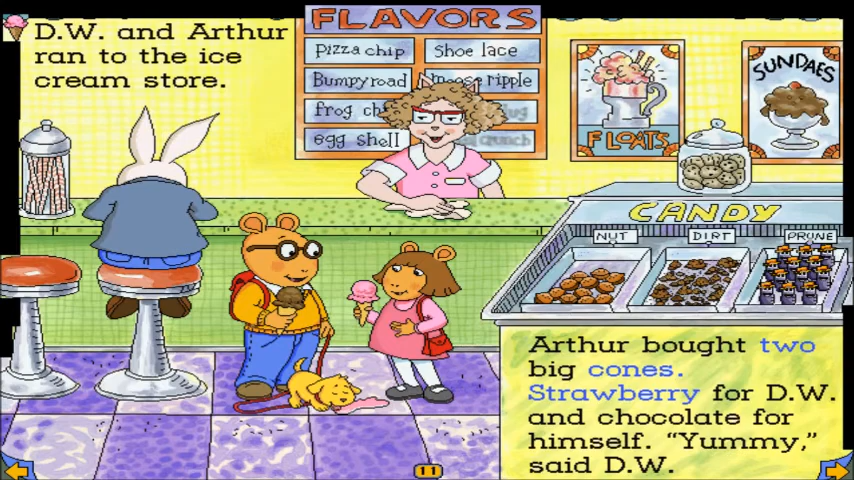 D.W. and Arthur
ran to the ice
cream store.
FLAVORS
Pizza chip
Shoe lace
Bumpy road
ripple
frog
egg shell
crunch
FLOATS
SUNDAES
CANDY
NUT
DIRT
PRUNE
Arthur bought two
big cones.
Strawberry for D.W.
and chocolate for
himself. “Yummy,”
said D.W.
11